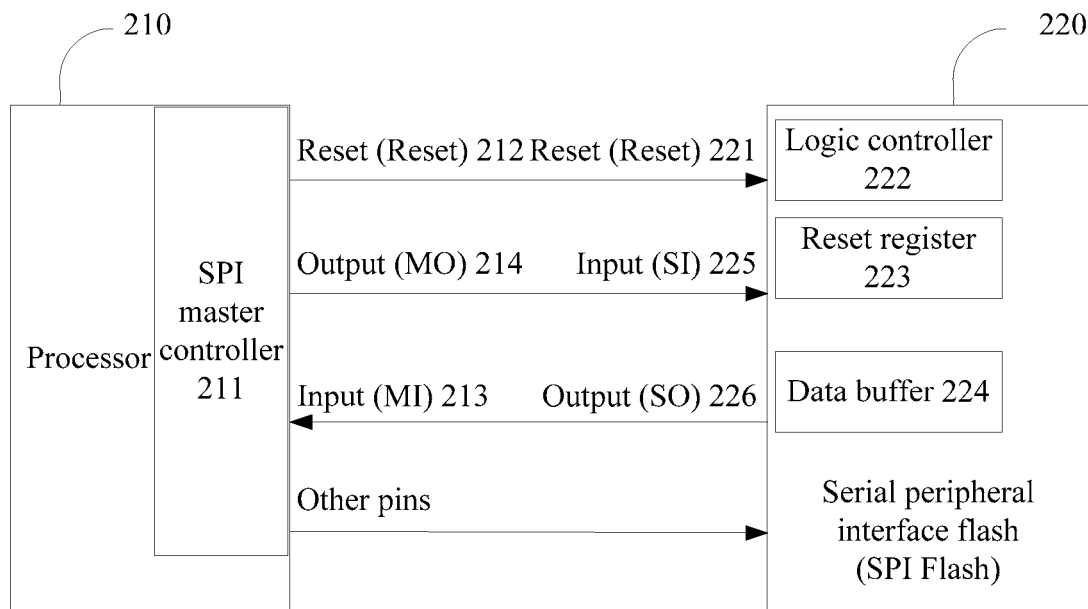 210
220
Reset (Reset) 212
Reset (Reset) 221
Logic controller
222
Output (MO) 214
Input (SI) 225
Reset register
223
SPI
master
controller
211
Processor
Input (MI) 213
Output (SO) 226
Data buffer 224
Other pins
Serial peripheral
interface flash
(SPI Flash)